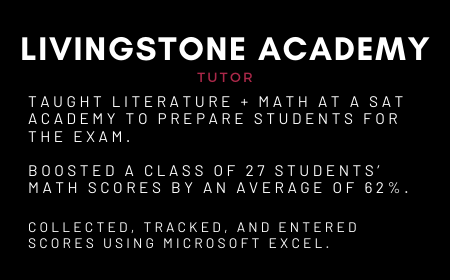 LIVINGSTONE ACADEMY
TUTOR
TAUGHT LITERATURE + MATH AT A SAT
ACADEMY TO PREPARE STUDENTS FOR
THE EXAM.
BOOSTED A CLASS OF 27 STUDENTS'
MATH SCORES BY AN AVERAGE OF 62%.
COLLECTED, TRACKED, AND ENTERED
SCORES USING MICROSOFT EXCEL.